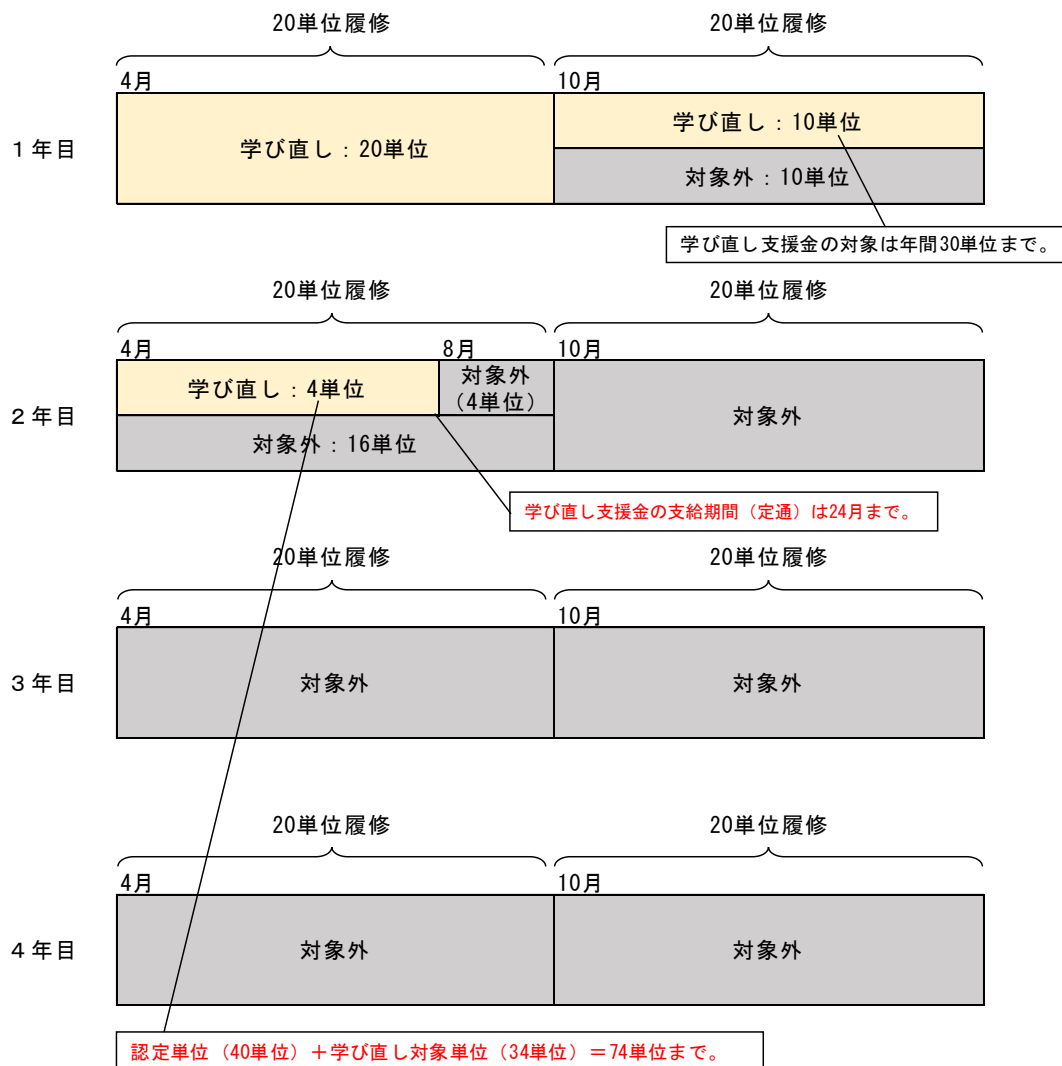 20単位履修
20単位履修
4月
10月
1年目
学び直し：20単位
学び直し：10単位
対象外：10単位
学び直し支援金の対象は年間30単位まで。
20単位履修
20単位履修
4月
8月
10月
2年目
学び直し：4単位
対象外
（4単位）
対象外：16単位
対象外
学び直し支援金の支給期間（定通）は24月まで。
20単位履修
20単位履修
4月
10月
3年目
対象外
対象外
20単位履修
20単位履修
4月
10月
4年目
対象外
対象外
認定単位（40単位）＋学び直し対象単位（34単位）＝74単位まで。